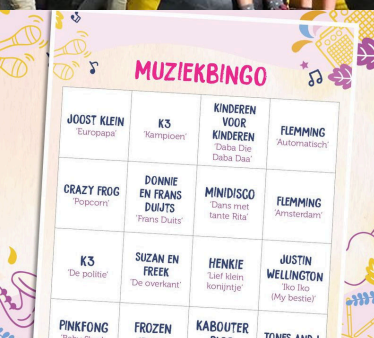 MUZIEKBINGO
JOOST KLEIN
'Europapa'
K3
'Kampioen'
KINDEREN
VOOR
KINDEREN
'Daba Die
Daba Daa'
FLEMMING
'Automatisch'
CRAZY FROG
'Popcorn'
DONNIE
EN FRANS
DUIJTS
'Frans Duits'
MINIDISCO
'Dans met
tante Rita'
FLEMMING
'Amsterdam'
K3
'De politie'
SUZAN EN
FREEK
'De overkant'
HENKIE
'Lief klein
konijntje'
JUSTIN
WELLINGTON
'Iko Iko
(My bestie)'
PINKFONG
FROZEN
KABOUTER
TONES AND I